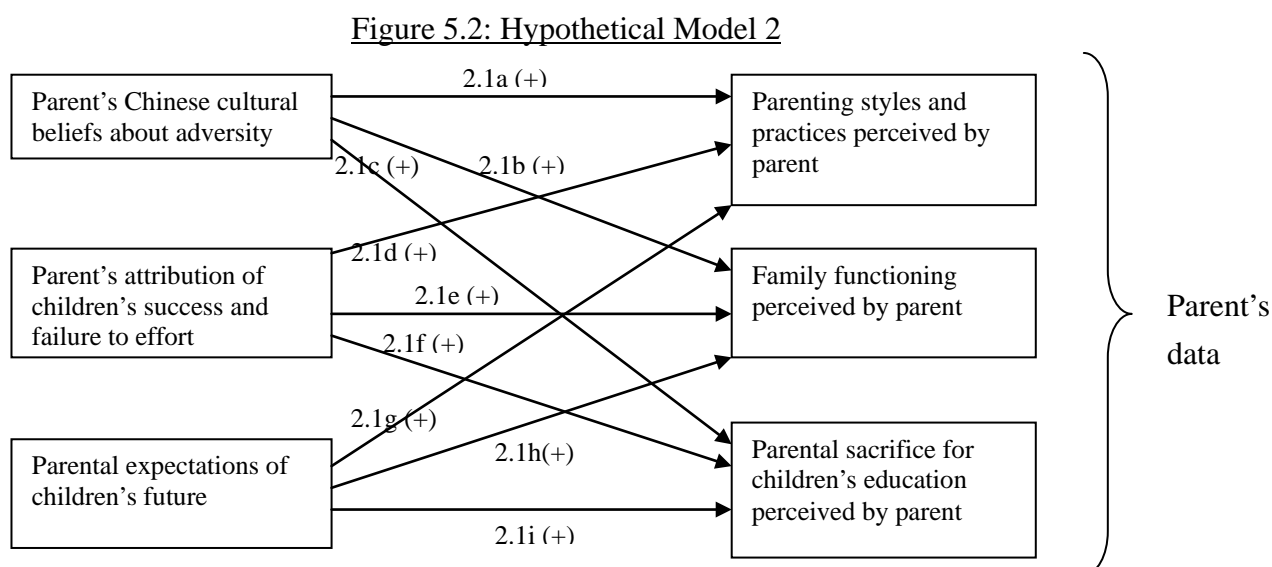 Figure 5.2: Hypothetical Model 2
2.1a (+)
Parent's Chinese cultural
beliefs about adversity
Parenting styles and
practices perceived by
parent
2.1c (+)
2.1b (+)
2.1d (+)
Parent's attribution of
children's success and
failure to effort
2.1e (+)
Family functioning
perceived by parent
2.1f (+)
Parent's
data
2.1g (+)
2.1h(+)
Parental expectations of
children's future
Parental sacrifice for
children's education
perceived by parent
2.1i (+)